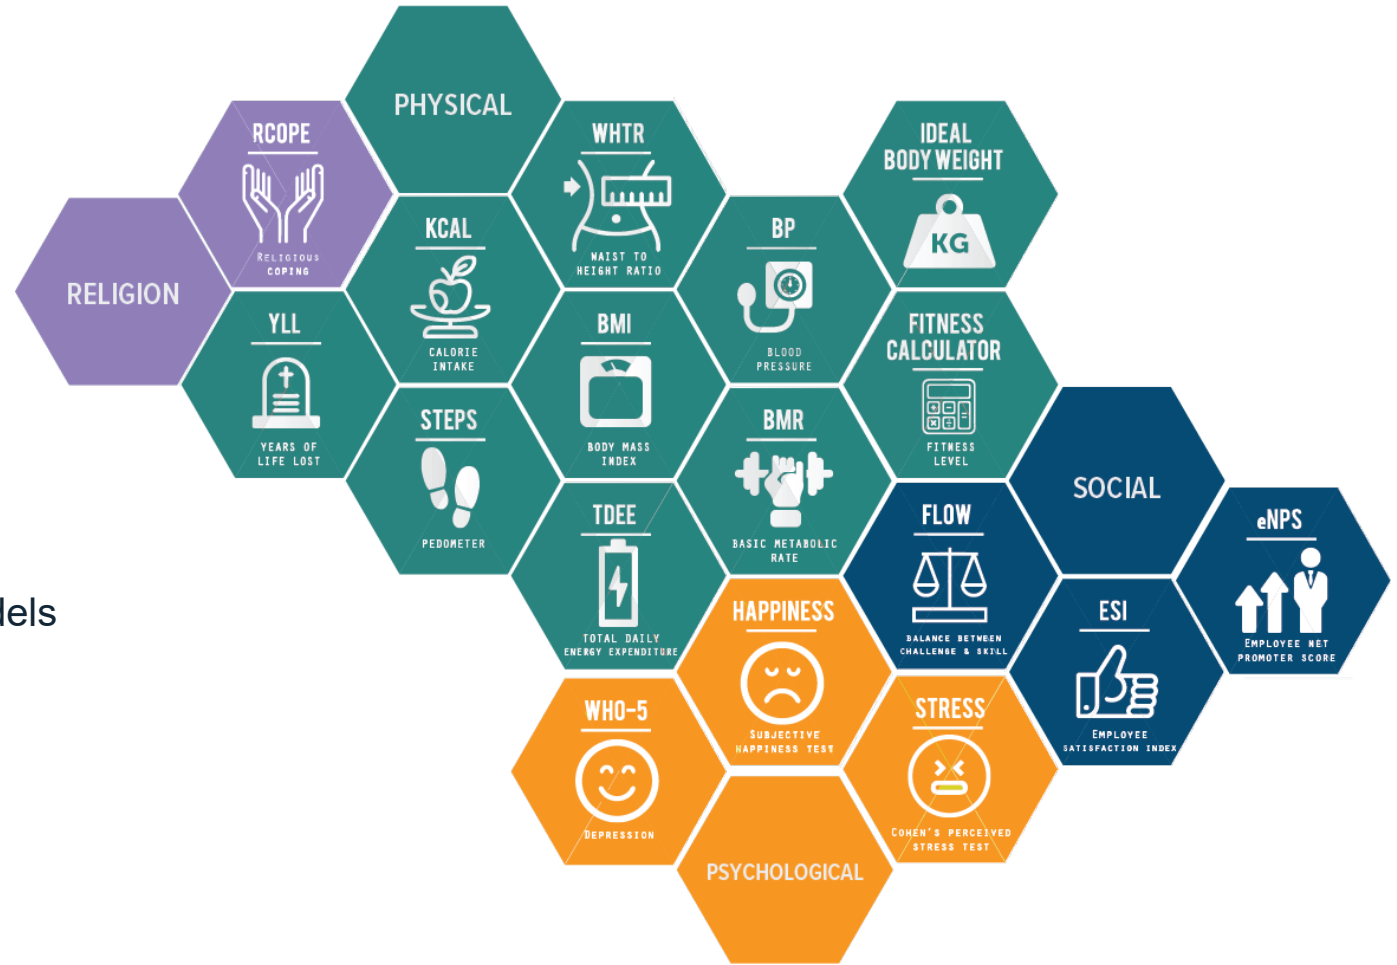 PHYSICAL
RCOPE
RELIGIOUS
COPING
WHTR
WAIST TO
HEIGHT RATIO
IDEAL
BODY WEIGHT
KG
RELIGION
KCAL
CALORIE
INTAKE
BP
BLOOD
PRESSURE
YLL
YEARS OF
LIFE LOST
BMI
BODY MASS
INDEX
FITNESS
CALCULATOR
FITNESS
LEVEL
STEPS
PEDOMETER
BMR
BASIC METABOLIC
RATE
SOCIAL
TDEE
TOTAL DAILY
ENERGY EXPENDITURE
FLOW
BALANCE BETWEEN
CHALLENGE & SKILL
eNPS
EMPLOYEE NET
PROMOTER SCORE
HAPPINESS
SUBJECTIVE
HAPPINESS TEST
ESI
EMPLOYEE
SATISFACTION INDEX
WHO-5
DEPRESSION
STRESS
COHEN'S PERCEIVED
STRESS TEST
PSYCHOLOGICAL